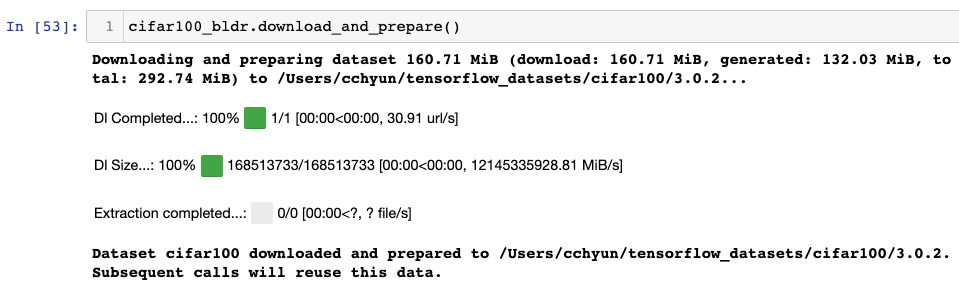 In [53]: 1 cifar100_bldr.download_and_prepare()
Downloading and preparing dataset 160.71 MiB (download: 160.71 MiB, generated: 132.03 MiB, to
tal: 292.74 MiB) to /Users/cchyun/tensorflow_datasets/cifar100/3.0.2...
Dl Completed...: 100% 1/1 [00:00<00:00, 30.91 url/s]
Dl Size...: 100% 168513733/168513733 [00:00<00:00, 12145335928.81 MiB/s]
Extraction completed...: 0/0 [00:00<?, ? file/s]
Dataset cifar100 downloaded and prepared to /Users/cchyun/tensorflow_datasets/cifar100/3.0.2.
Subsequent calls will reuse this data.